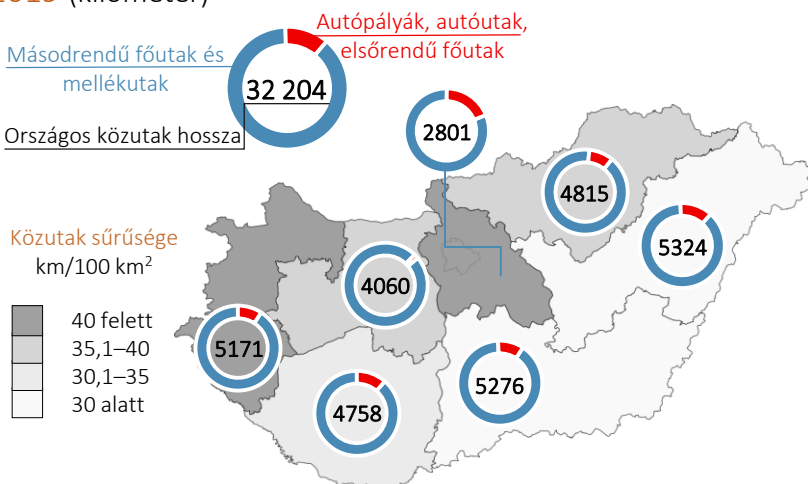 (kilométer)
Autópályák, autóutak,
elsőrendű főutak
Másodrendű főutak és
mellékutak
32 204
Országos közutak hossza
2801
4815
5324
Közutak sűrűsége
km/100 km²
4060
5171
40 felett
35,1–40
30,1–35
30 alatt
4758
5276